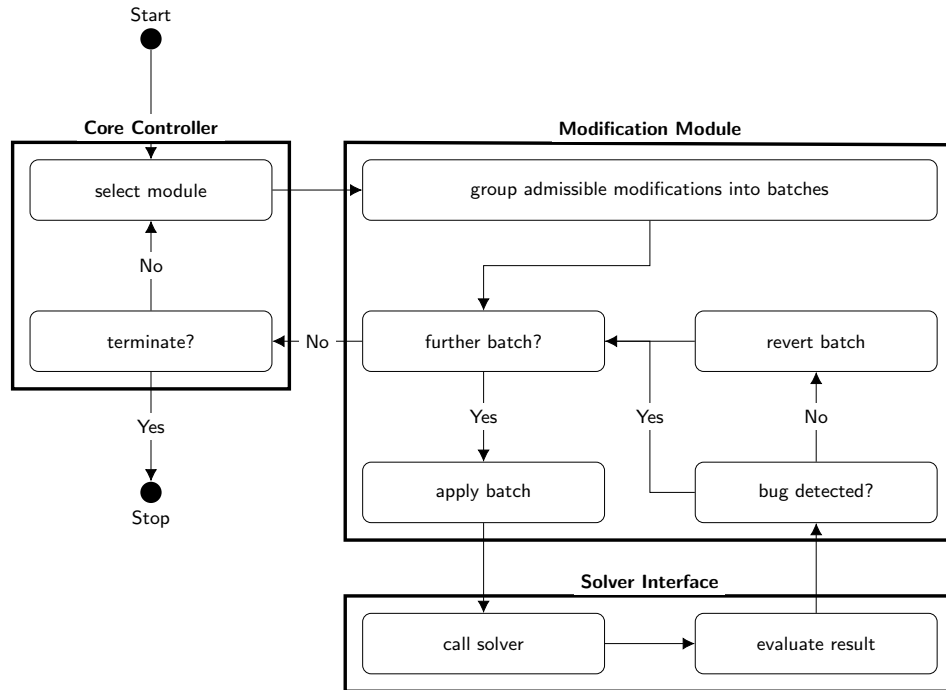 Start
Core Controller
Modification Module
select module
group admissible modifications into batches
No
terminate?
No
further batch?
revert batch
Yes
Yes
Yes
No
apply batch
bug detected?
Stop
Solver Interface
call solver
evaluate result